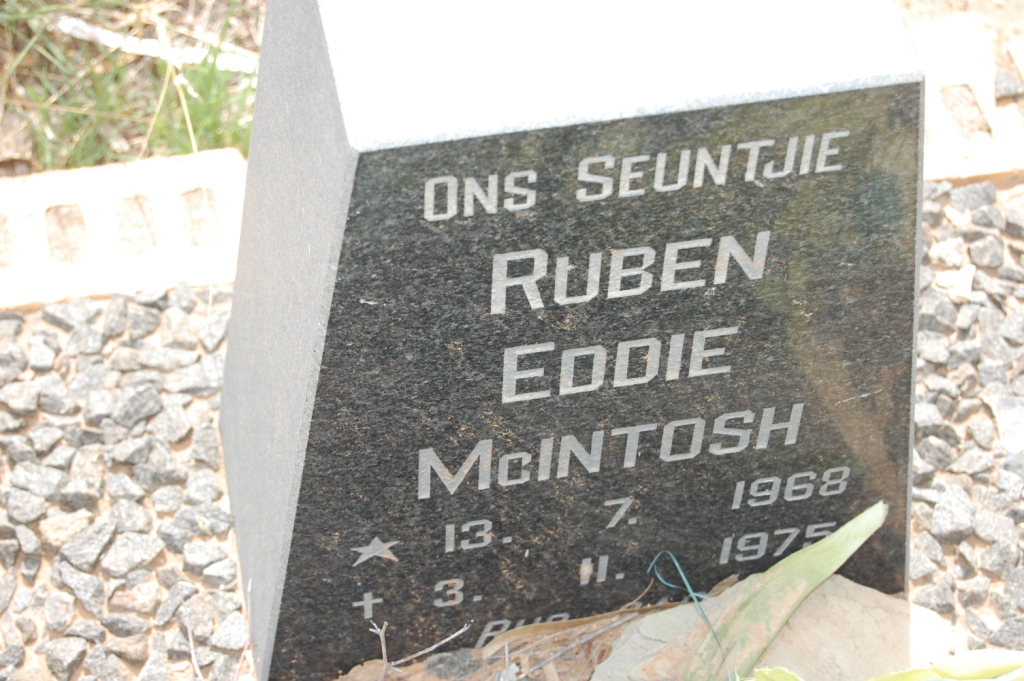 ONS SEUNTJIE
RUBEN
EDDIE
McINTOSH
★ 13. 7. 1968
✝ 3. 11. 1975